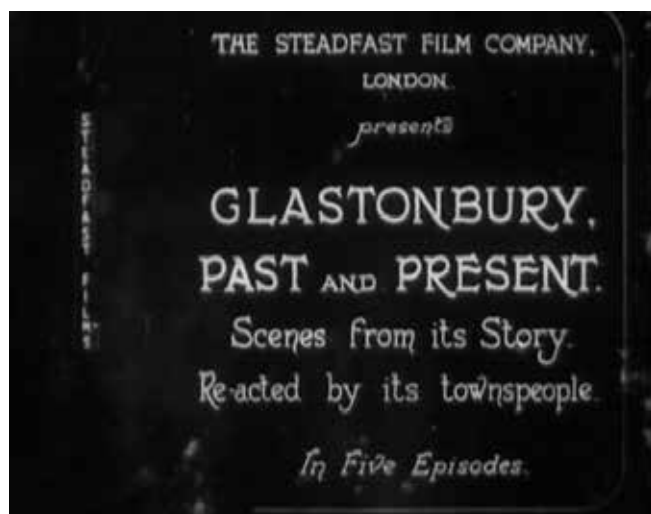 THE STEADFAST FILM COMPANY,
LONDON.
presents
GLASTONBURY,
PAST AND PRESENT.
Scenes from its Story.
Re-acted by its townspeople.
In Five Episodes.
STEADFAST FILMS